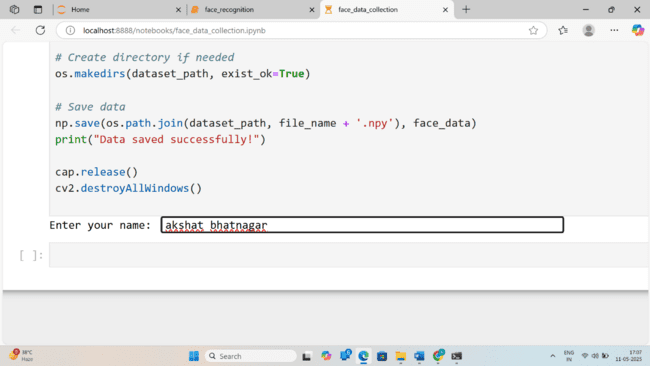 Home
face_recognition
face_data_collection
localhost:8888/notebooks/face_data_collection.ipynb
# Create directory if needed
os.makedirs(dataset_path, exist_ok=True)
# Save data
np.save(os.path.join(dataset_path, file_name + '.npy'), face_data)
print("Data saved successfully!")
cap.release()
cv2.destroyAllWindows()
Enter your name: akshat bhatnagar
[ ]:
Haze
Search
ENG
IN
17:07
11-03-2025